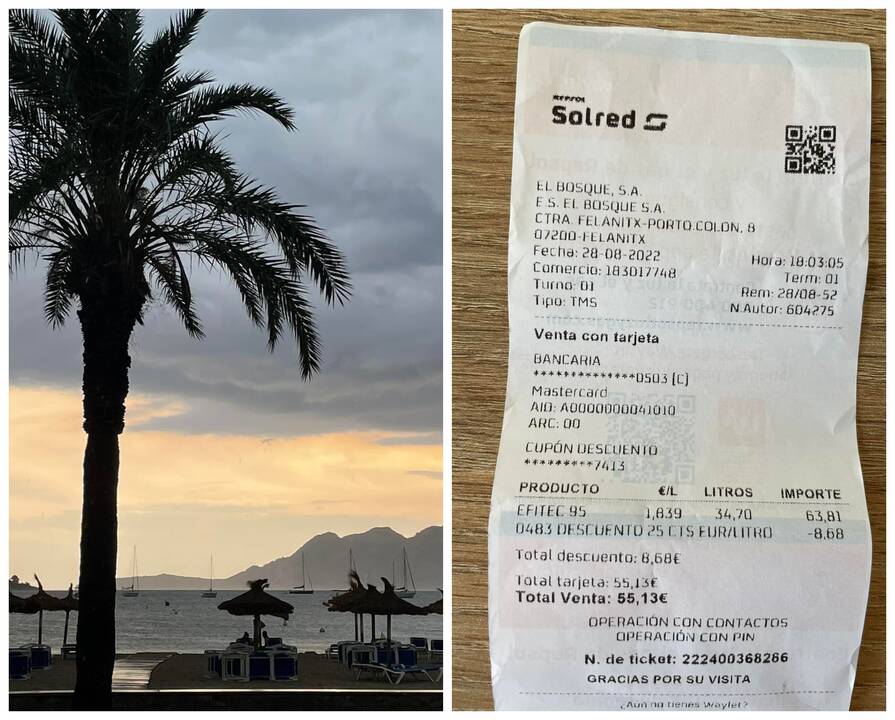 REPSOL
Solred
EL BOSQUE, S.A.
E.S. EL BOSQUE S.A.
CTRA. FELANITX-PORTO.COLON, 8
07200-FELANITX
Fecha: 28-08-2022 Hora: 18:03:05
Comercio: 183017748 Term: 01
Turno: 01 Rem: 28/08-52
Tipo: TMS N.Autor: 604275
Venta con tarjeta
BANCARIA
**************0503 (C)
Mastercard
AID: A0000000041010
ARC: 00
CUPÓN DESCUENTO
*********7413
PRODUCTO €/L LITROS IMPORTE
EFITEC 95 1,839 34,70 63,81
0483 DESCUENTO 25 CTS EUR/LITRO -8,68
Total descuento: 8,68€
Total tarjeta: 55,13€
Total Venta: 55,13€
OPERACIÓN CON CONTACTOS
OPERACIÓN CON PIN
N. de ticket: 222400368286
GRACIAS POR SU VISITA
¿Aún no tienes Waylet?